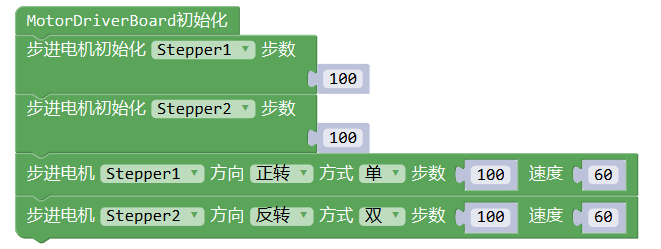 MotorDriverBoard初始化
步进电机初始化 Stepper1 步数
100
步进电机初始化 Stepper2 步数
100
步进电机 Stepper1 方向 正转 方式 单 步数 100 速度 60
步进电机 Stepper2 方向 反转 方式 双 步数 100 速度 60